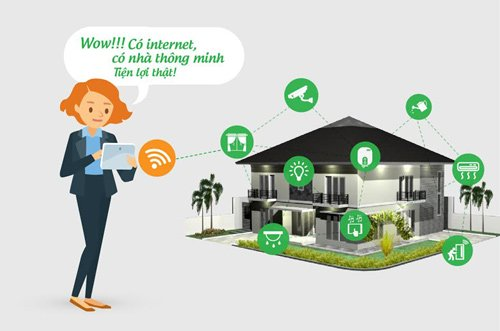 Wow!!! Có internet,
có nhà thông minh
Tiện lợi thật!